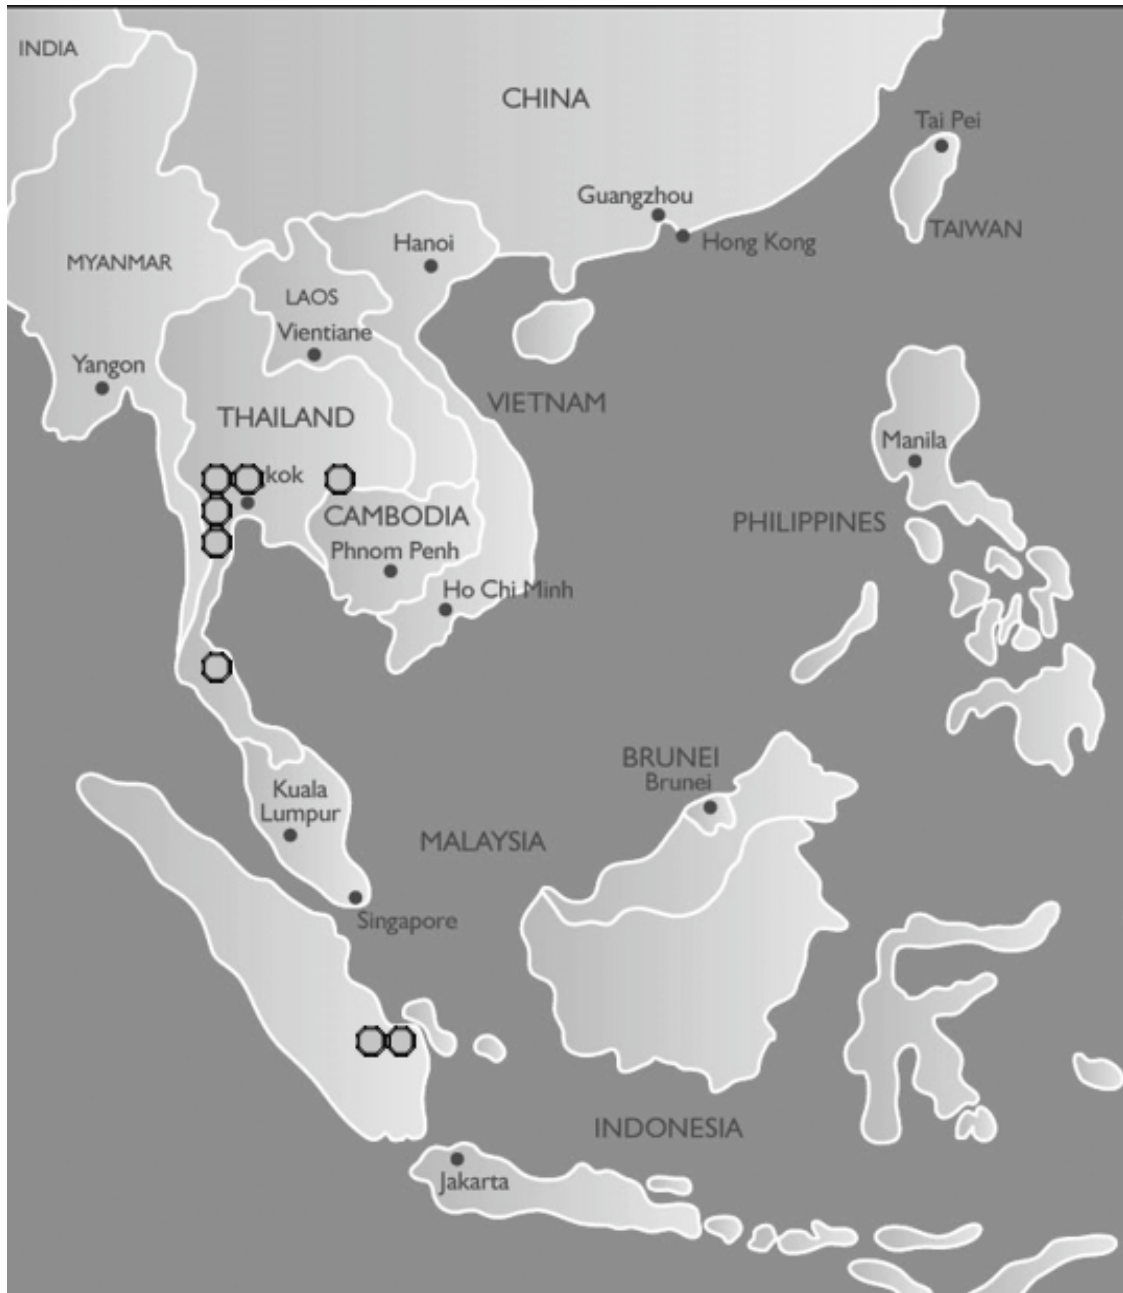 INDIA
CHINA
Tai Pei
Guangzhou
TAIWAN
Hong Kong
Hanoi
MYANMAR
LAOS
Vientiane
Yangon
VIETNAM
THAILAND
Manila
kok
CAMBODIA
PHILIPPINES
Phnom Penh
Ho Chi Minh
BRUNEI
Brunei
Kuala
Lumpur
MALAYSIA
Singapore
INDONESIA
Jakarta